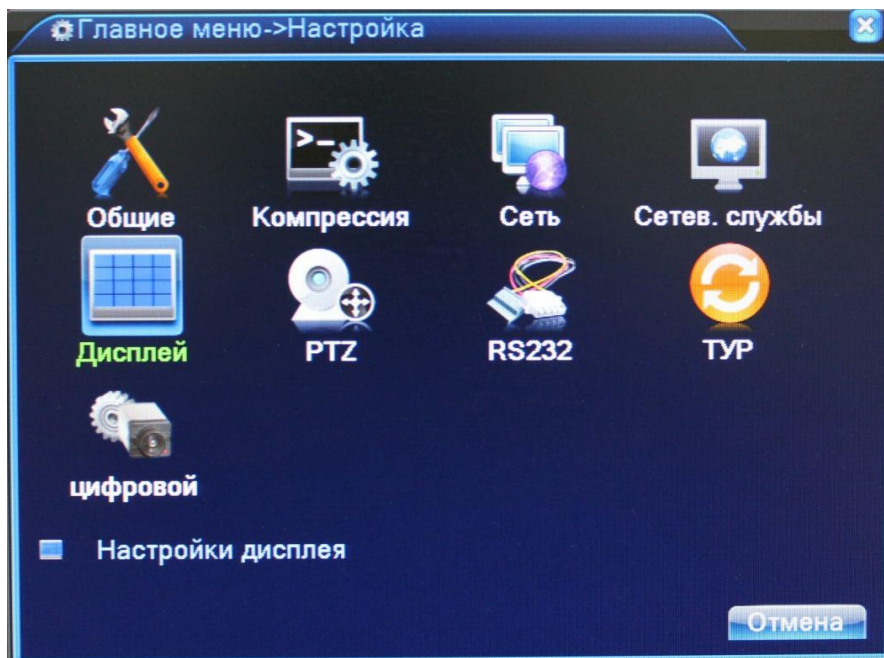 Главное меню->Настройка
Общие
Компрессия
Сеть
Сетев. службы
Дисплей
PTZ
RS232
ТУР
цифровой
Настройки дисплея
Отмена